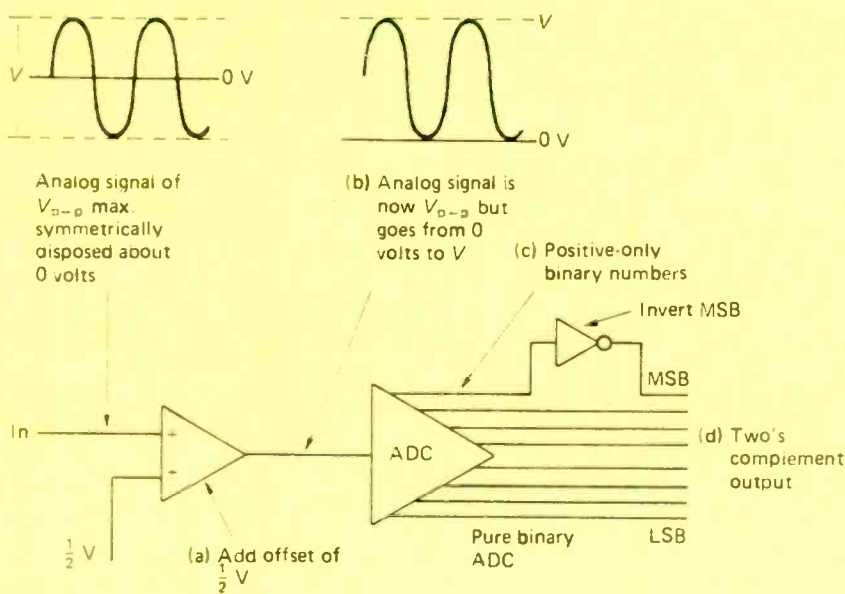 V
0 V
V
0 V
Analog signal of
Vp–p max.
symmetrically
disposed about
0 volts
(b) Analog signal is
now Vp–p but
goes from 0
volts to V
(c) Positive-only
binary numbers
Invert MSB
MSB
In
+
ADC
(d) Two's
complement
output
½ V
(a) Add offset of
½ V
Pure binary
ADC
LSB